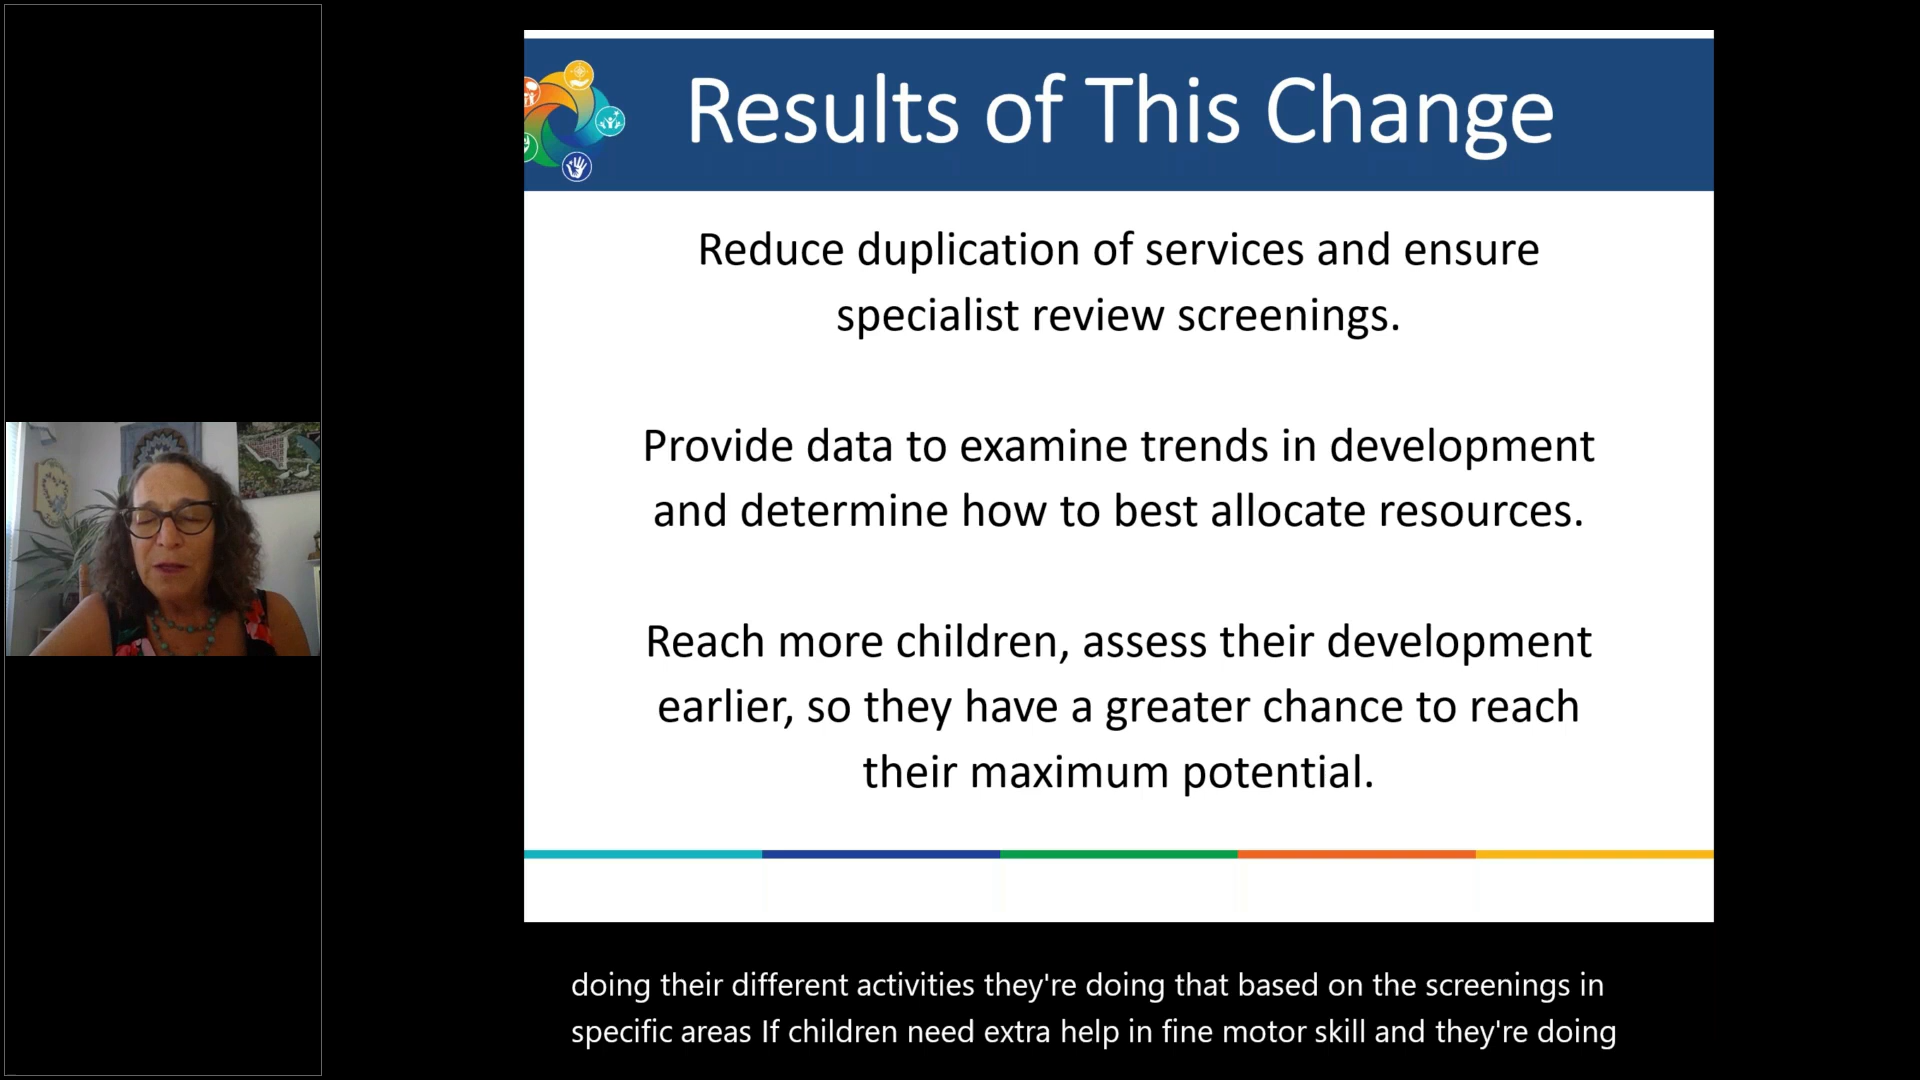 Results of This Change
Reduce duplication of services and ensure
specialist review screenings.
Provide data to examine trends in development
and determine how to best allocate resources.
Reach more children, assess their development
earlier, so they have a greater chance to reach
their maximum potential.
doing their different activities they're doing that based on the screenings in
specific areas If children need extra help in fine motor skill and they're doing